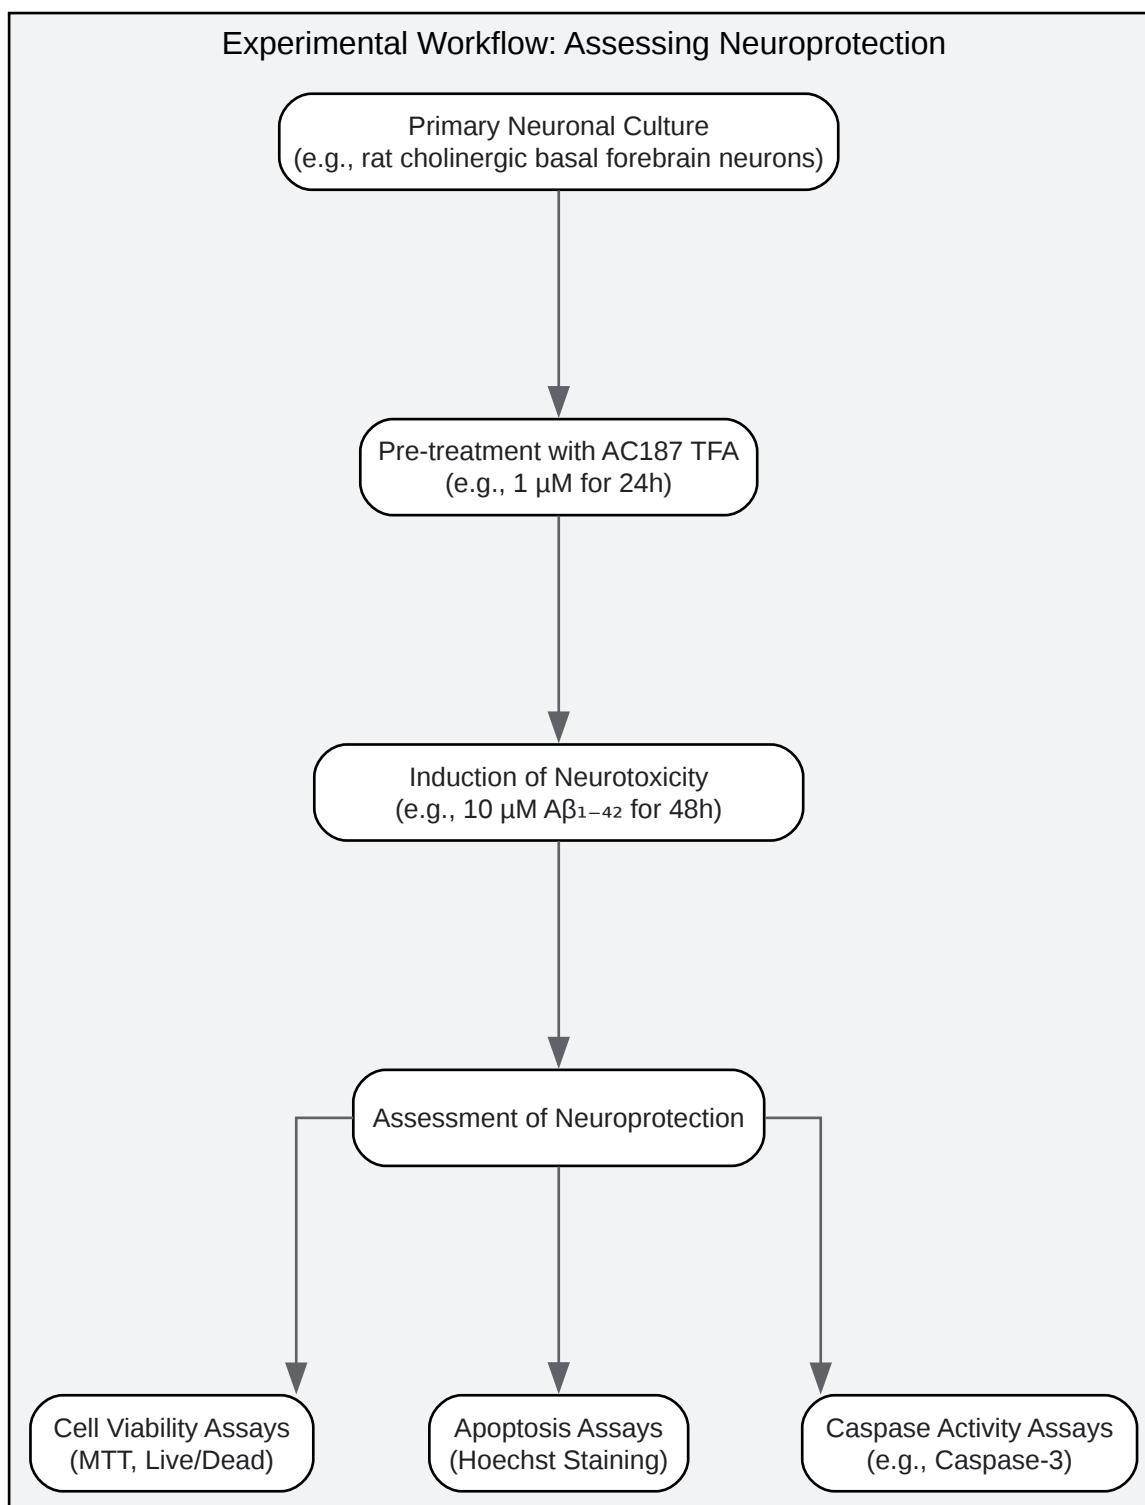 Experimental Workflow: Assessing Neuroprotection
Primary Neuronal Culture
(e.g., rat cholinergic basal forebrain neurons)
Pre-treatment with AC187 TFA
(e.g., 1 µM for 24h)
Induction of Neurotoxicity
(e.g., 10 µM Aβ₁₋₄₂ for 48h)
Assessment of Neuroprotection
Cell Viability Assays
(MTT, Live/Dead)
Apoptosis Assays
(Hoechst Staining)
Caspase Activity Assays
(e.g., Caspase-3)